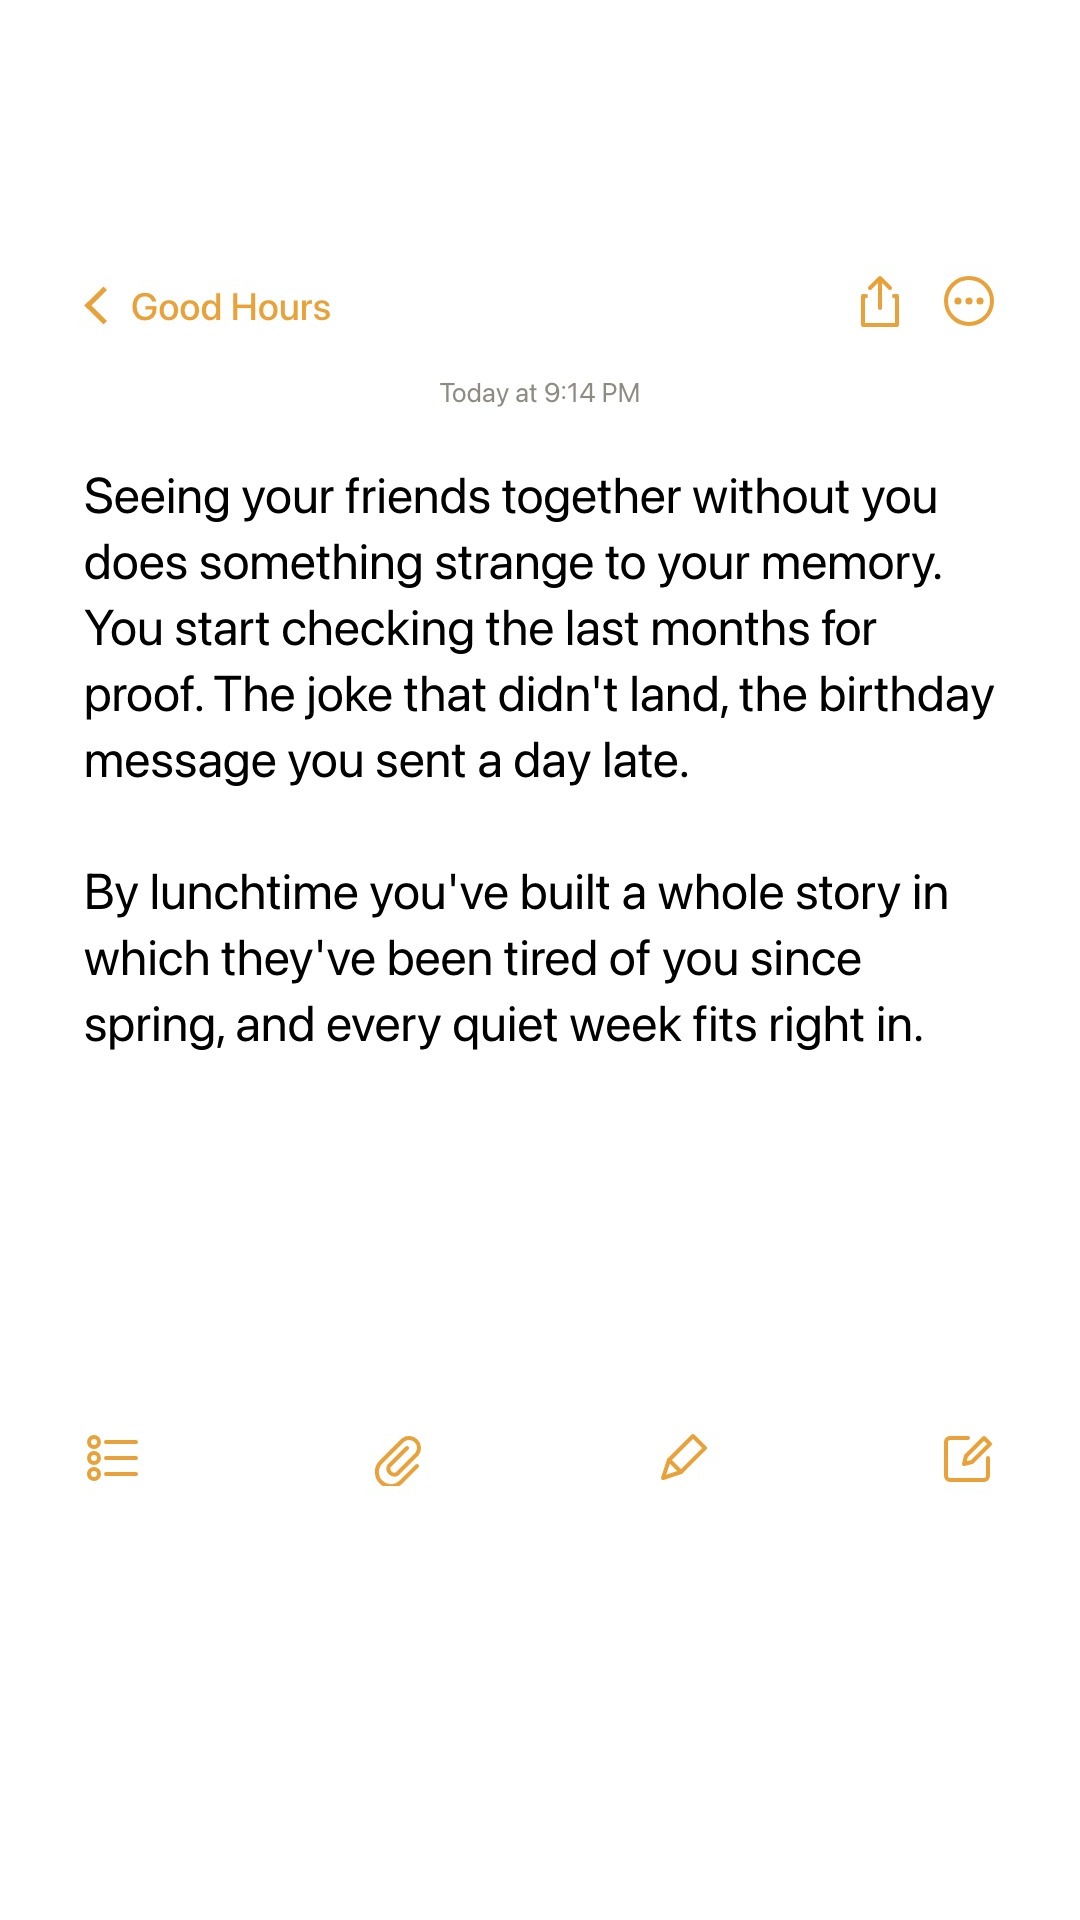 Good Hours
Today at 9:14 PM
Seeing your friends together without you
does something strange to your memory.
You start checking the last months for
proof. The joke that didn't land, the birthday
message you sent a day late.
By lunchtime you've built a whole story in
which they've been tired of you since
spring, and every quiet week fits right in.